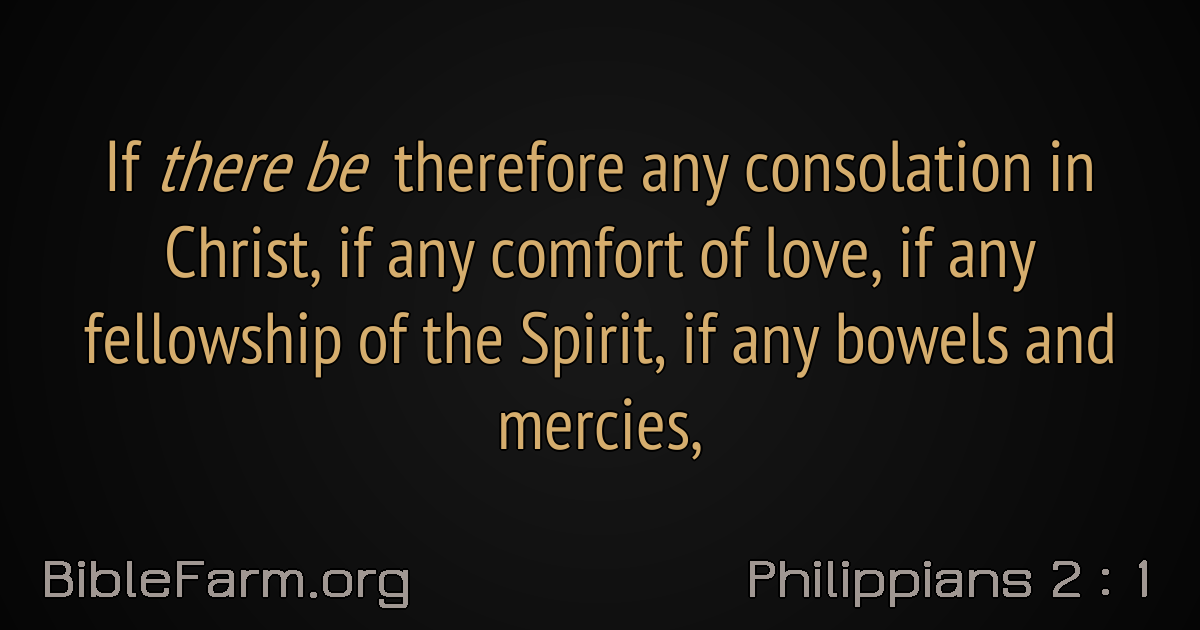 If there be therefore any consolation in
Christ, if any comfort of love, if any
fellowship of the Spirit, if any bowels and
mercies,
BibleFarm.org
Philippians 2 : 1